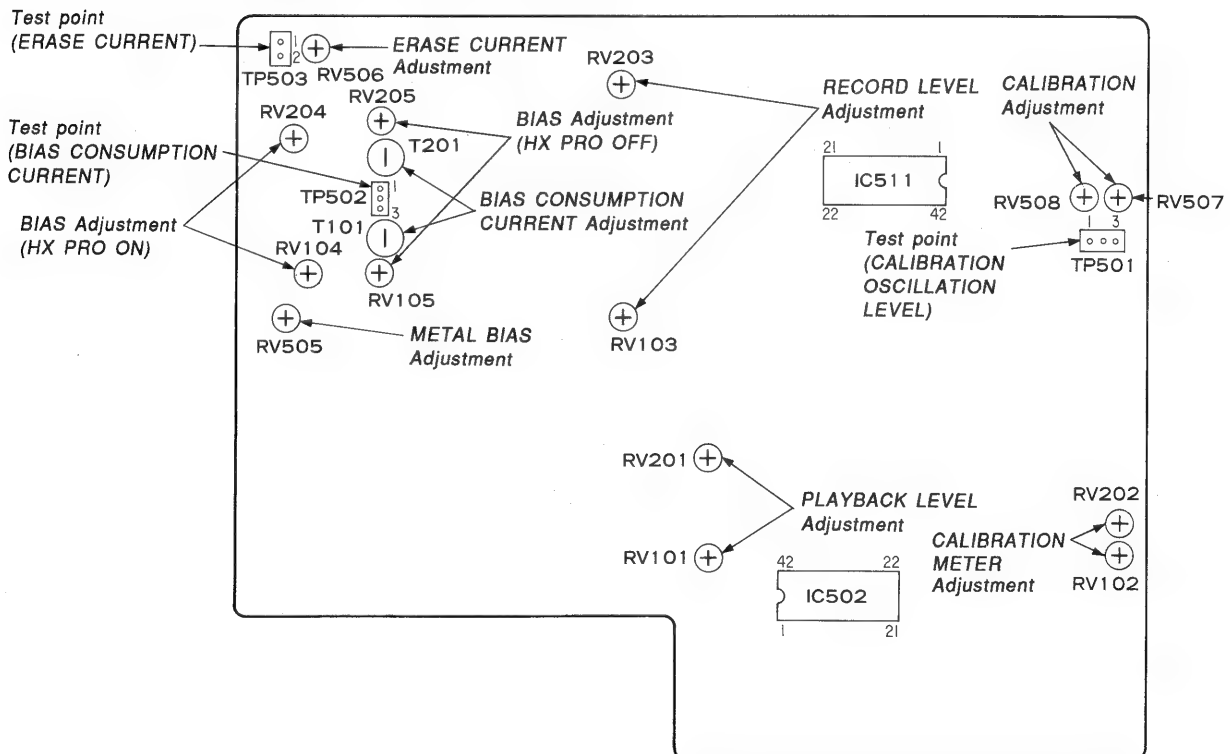 Test point
(ERASE CURRENT)
1
2
TP503
RV506
ERASE CURRENT
Adustment
RV205
RV204
T201
Test point
(BIAS CONSUMPTION
CURRENT)
BIAS Adjustment
(HX PRO OFF)
TP502
1
3
T101
BIAS CONSUMPTION
CURRENT Adjustment
BIAS Adjustment
(HX PRO ON)
RV104
RV105
RV505
METAL BIAS
Adjustment
RV203
RECORD LEVEL
Adjustment
RV103
21
1
IC511
22
42
CALIBRATION
Adjustment
RV508
RV507
1
3
TP501
Test point
(CALIBRATION
OSCILLATION
LEVEL)
RV201
PLAYBACK LEVEL
Adjustment
RV101
42
22
IC502
1
21
RV202
CALIBRATION
METER
Adjustment
RV102